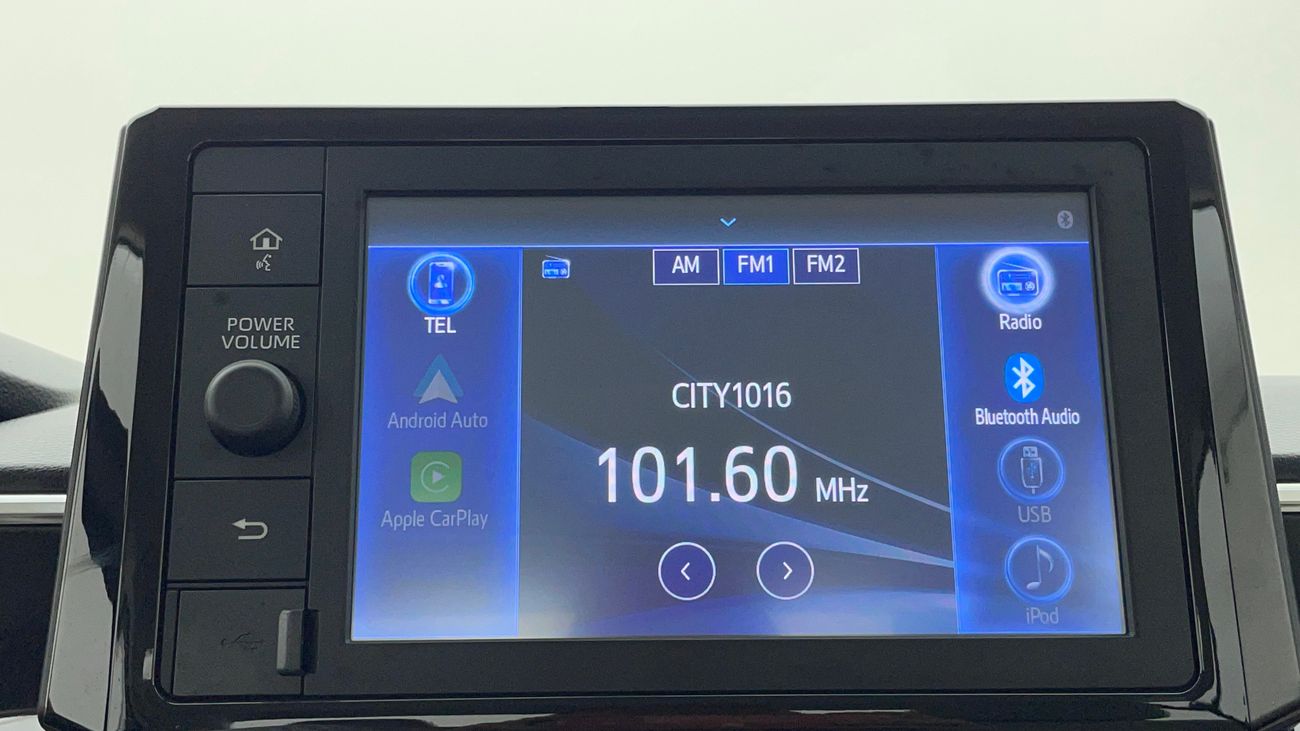 POWER
VOLUME
AM
FM1
FM2
TEL
Android Auto
Apple CarPlay
CITY1016
101.60 MHz
Radio
Bluetooth Audio
USB
iPod